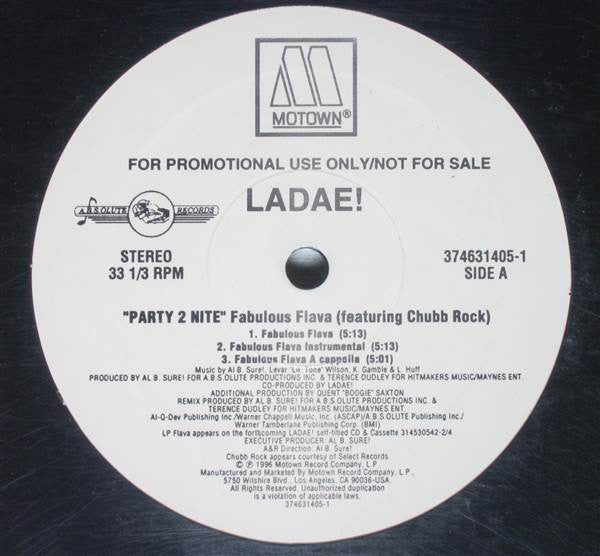 MOTOWN®
FOR PROMOTIONAL USE ONLY/NOT FOR SALE
LADAE!
A.B.S.OLUTE RECORDS
STEREO
33 1/3 RPM
374631405-1
SIDE A
"PARTY 2 NITE" Fabulous Flava (featuring Chubb Rock)
1. Fabulous Flava (5:13)
2. Fabulous Flava Instrumental (5:13)
3. Fabulous Flava A cappella (5:01)
Music by Al B. Sure!, Levar "Lil Tone" Wilson, K. Gamble & L. Huff
PRODUCED BY AL B. SURE! FOR A.B.S.OLUTE PRODUCTIONS INC. & TERENCE DUDLEY FOR HITMAKERS MUSIC/MAYNES ENT.
CO-PRODUCED BY LADAE!
ADDITIONAL PRODUCTION BY QUENT "BOOGIE" SAXTON
REMIX PRODUCED BY AL B. SURE! FOR A.B.S.OLUTE PRODUCTIONS INC. &
TERENCE DUDLEY FOR HITMAKERS MUSIC/MAYNES ENT.
Al-Q-Dev Publishing Inc./Warner Chappell Music, Inc. (ASCAP)/A.B.S.OLUTE Publishing Inc./
Warner Tamberlane Publishing Corp. (BMI)
LP Flava appears on the forthcoming LADAE! self-titled CD & Cassette 314530542-2/4
EXECUTIVE PRODUCER: AL B. SURE!
A&R Direction: Al B. Sure!
Chubb Rock appears courtesy of Select Records
© ℗ 1996 Motown Record Company, L.P.
Manufactured and Marketed By Motown Record Company, L.P.,
5750 Wilshire Blvd., Los Angeles, CA 90036-USA.
All Rights Reserved. Unauthorized duplication
is a violation of applicable laws.
374631405-1